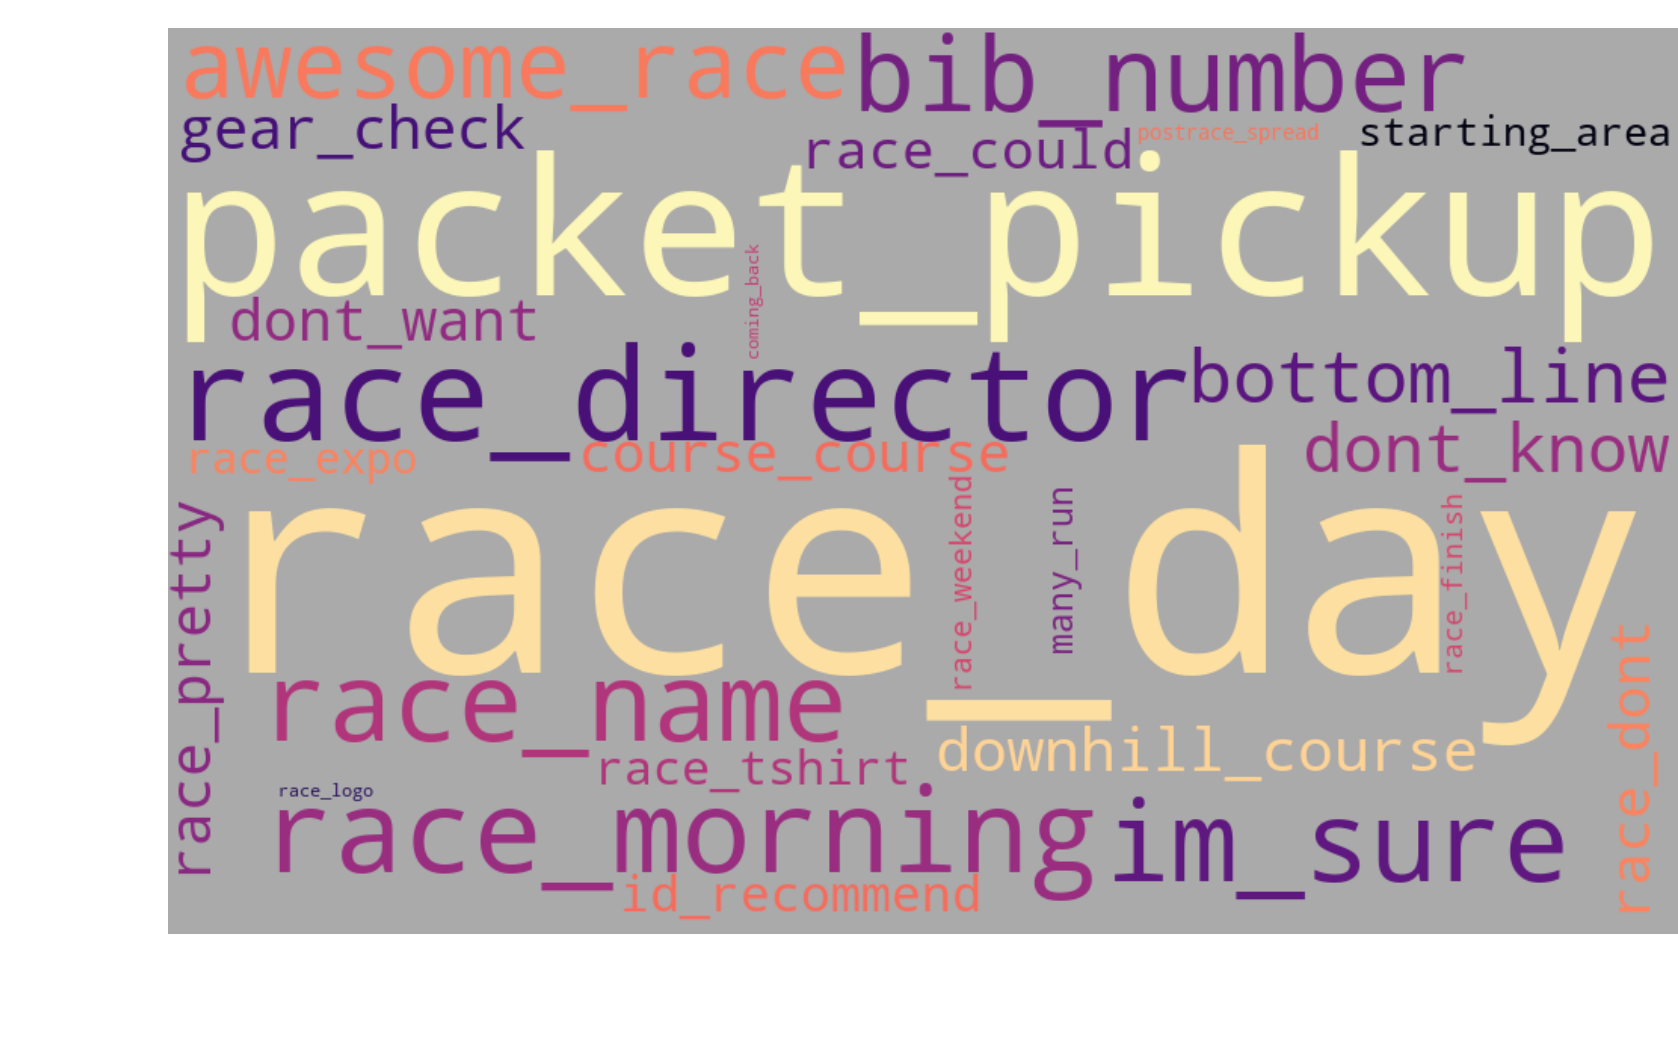 awesome_race
bib_number
gear_check
race_could
postrace_spread
starting_area
packet_pickup
coming_back
dont_want
race_director
bottom_line
race_expo
course_course
dont_know
race_pretty
race_day
race_weekend
many_run
race_finish
race_name
race_dont
downhill_course
race_tshirt
race_logo
race_morning
im_sure
id_recommend